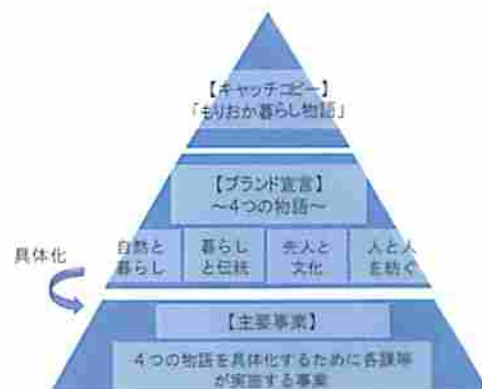 【キャッチコピー】
「もりおか暮らし物語」
【ブランド宣言】
～4つの物語～
自然と
暮らし
暮らし
と伝統
先人と
文化
人と人
を紡ぐ
具体化
【主要事業】
4つの物語を具体化するために各課等
が実施する事業